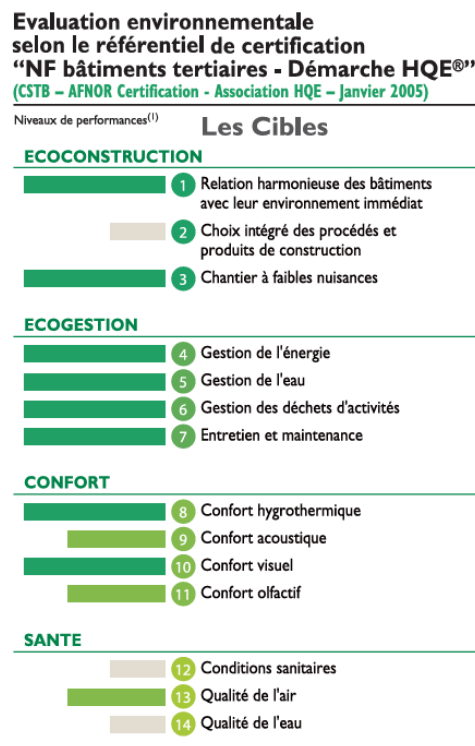 Evaluation environnementale
selon le référentiel de certification
“NF bâtiments tertiaires - Démarche HQE®”
(CSTB – AFNOR Certification - Association HQE – Janvier 2005)
Niveaux de performances(1)
Les Cibles
ECOCONSTRUCTION
1 Relation harmonieuse des bâtiments
avec leur environnement immédiat
2 Choix intégré des procédés et
produits de construction
3 Chantier à faibles nuisances
ECOGESTION
4 Gestion de l'énergie
5 Gestion de l'eau
6 Gestion des déchets d'activités
7 Entretien et maintenance
CONFORT
8 Confort hygrothermique
9 Confort acoustique
10 Confort visuel
11 Confort olfactif
SANTE
12 Conditions sanitaires
13 Qualité de l'air
14 Qualité de l'eau